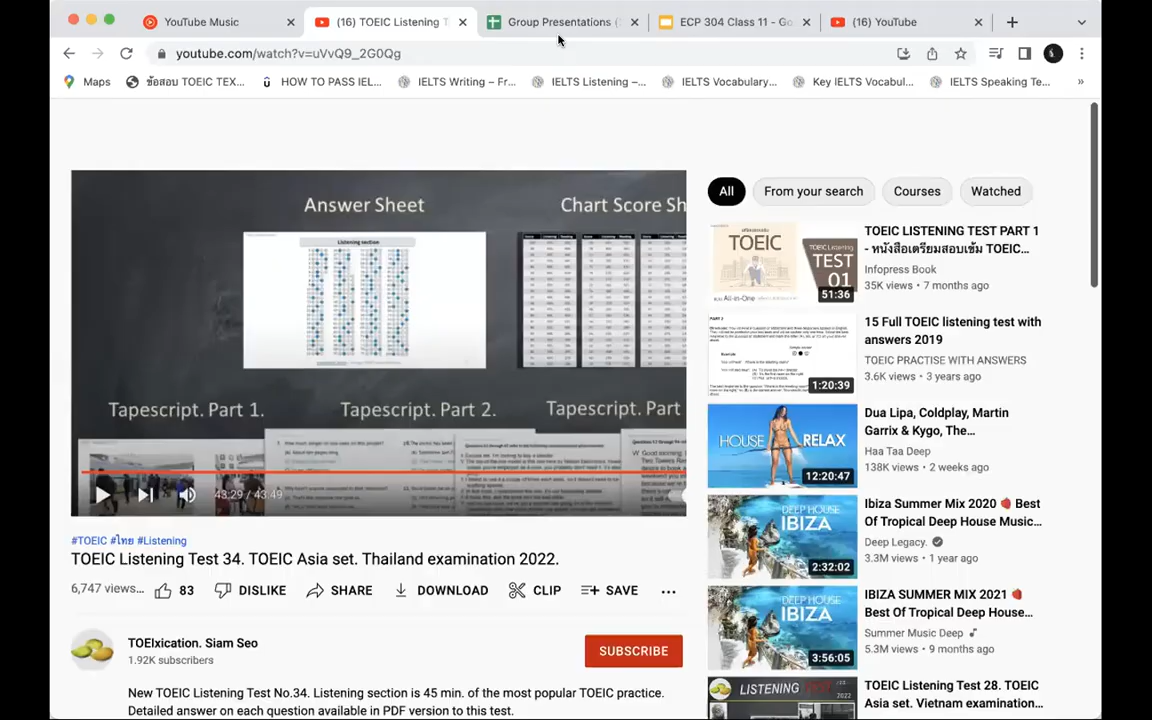 YouTube Music
(16) TOEIC Listening T
Group Presentations (
ECP 304 Class 11 - Go
(16) YouTube
youtube.com/watch?v=uVvQ9_2G0Qg
Maps
ข้อสอบ TOEIC TEX...
HOW TO PASS IEL...
IELTS Writing – Fr...
IELTS Listening –...
IELTS Vocabulary...
Key IELTS Vocabul...
IELTS Speaking Te...
»
Answer Sheet
Chart Score Sh
Listening section
Tapescript. Part 1.
Tapescript. Part 2.
Tapescript. Part
43:29 / 43:49
#TOEIC #ไทย #Listening
TOEIC Listening Test 34. TOEIC Asia set. Thailand examination 2022.
6,747 views...
83
DISLIKE
SHARE
DOWNLOAD
CLIP
SAVE
TOEIxication. Siam Seo
1.92K subscribers
SUBSCRIBE
New TOEIC Listening Test No.34. Listening section is 45 min. of the most popular TOEIC practice.
Detailed answer on each question available in PDF version to this test.
All
From your search
Courses
Watched
TOEIC
TOEIC Listening
TEST
01
51:36
TOEIC LISTENING TEST PART 1
- หนังสือเตรียมสอบเข้ม TOEIC...
Infopress Book
35K views • 7 months ago
1:20:39
15 Full TOEIC listening test with
answers 2019
TOEIC PRACTISE WITH ANSWERS
3.6K views • 3 years ago
HOUSE RELAX
12:20:47
Dua Lipa, Coldplay, Martin
Garrix & Kygo, The...
Haa Taa Deep
138K views • 2 weeks ago
DEEP HOUSE
IBIZA
2:32:02
Ibiza Summer Mix 2020 🍓 Best
Of Tropical Deep House Music...
Deep Legacy.
3.3M views • 1 year ago
DEEP HOUSE
IBIZA
3:56:05
IBIZA SUMMER MIX 2021 🍓
Best Of Tropical Deep House...
Summer Music Deep
5.3M views • 9 months ago
LISTENING
TOEIC Listening Test 28. TOEIC
Asia set. Vietnam examination...